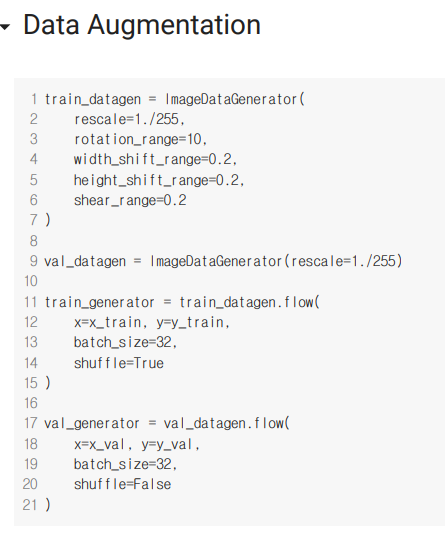 Data Augmentation
1 train_datagen = ImageDataGenerator(
2     rescale=1./255,
3     rotation_range=10,
4     width_shift_range=0.2,
5     height_shift_range=0.2,
6     shear_range=0.2
7 )
8
9 val_datagen = ImageDataGenerator(rescale=1./255)
10
11 train_generator = train_datagen.flow(
12     x=x_train, y=y_train,
13     batch_size=32,
14     shuffle=True
15 )
16
17 val_generator = val_datagen.flow(
18     x=x_val, y=y_val,
19     batch_size=32,
20     shuffle=False
21 )